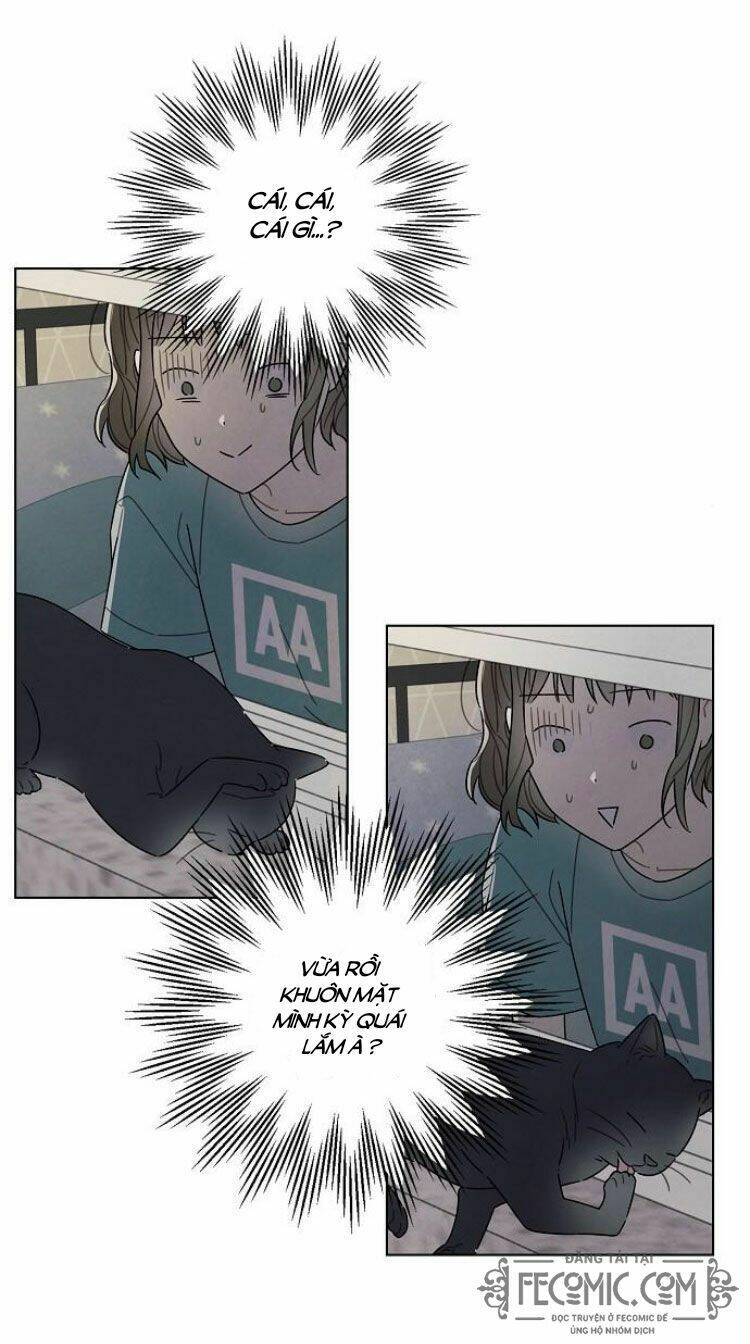 CÁI, CÁI,
CÁI GÌ...?
AA
AA
VỪA RỒI
KHUÔN MẶT
MÌNH KỲ QUÁI
LẮM À ?
ĐĂNG TẢI TẠI
FECOMIC.COM
ĐỌC TRUYỆN Ở FECOMIC ĐỂ
ỦNG HỘ NHÓM DỊCH